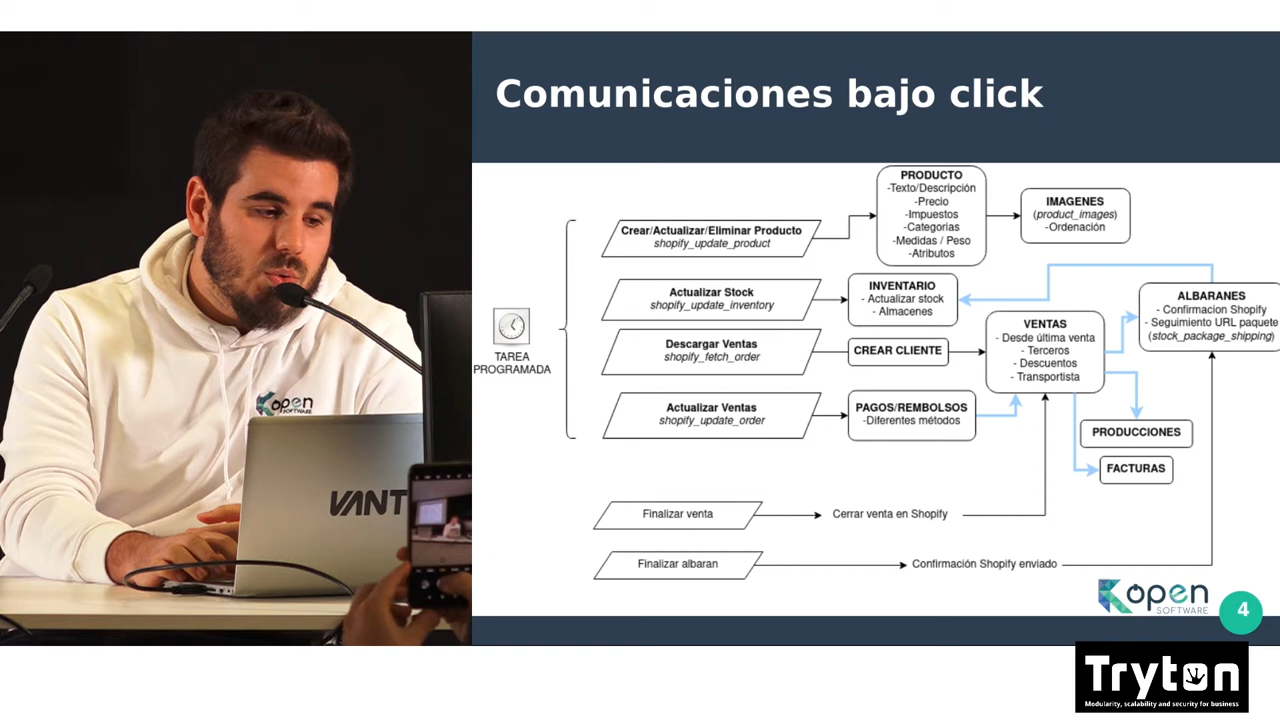 Comunicaciones bajo click
PRODUCTO
-Texto/Descripción
-Precio
-Impuestos
-Categorias
-Medidas / Peso
-Atributos
IMAGENES
(product_images)
-Ordenación
Crear/Actualizar/Eliminar Producto
shopify_update_product
Actualizar Stock
shopify_update_inventory
INVENTARIO
- Actualizar stock
- Almacenes
ALBARANES
- Confirmacion Shopify
- Seguimiento URL paquete
(stock_package_shipping)
TAREA
PROGRAMADA
Descargar Ventas
shopify_fetch_order
CREAR CLIENTE
VENTAS
- Desde última venta
- Terceros
- Descuentos
- Transportista
Actualizar Ventas
shopify_update_order
PAGOS/REMBOLSOS
-Diferentes métodos
PRODUCCIONES
FACTURAS
Finalizar venta
Cerrar venta en Shopify
Finalizar albaran
Confirmación Shopify enviado
open
SOFTWARE
4
open
SOFTWARE
VANT
Tryton
Modularity, scalability and security for business